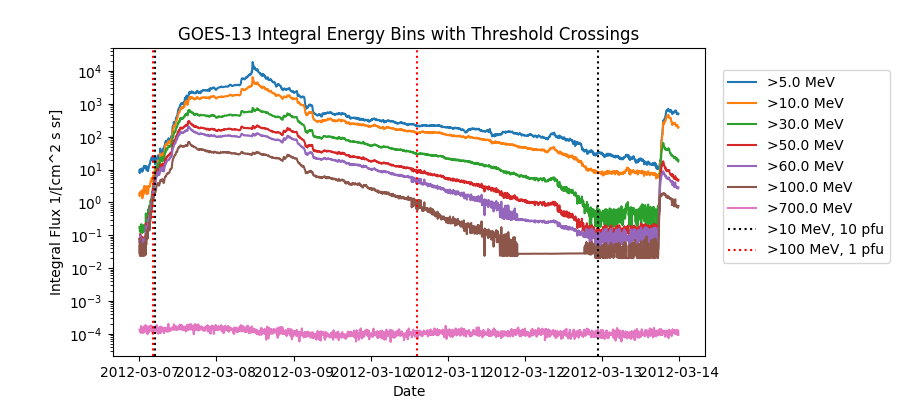 GOES-13 Integral Energy Bins with Threshold Crossings
Integral Flux 1/[cm^2 s sr]
10^4
10^3
10^2
10^1
10^0
10^−1
10^−2
10^−3
10^−4
2012-03-07 2012-03-08 2012-03-09 2012-03-10 2012-03-11 2012-03-12 2012-03-13 2012-03-14
Date
>5.0 MeV
>10.0 MeV
>30.0 MeV
>50.0 MeV
>60.0 MeV
>100.0 MeV
>700.0 MeV
>10 MeV, 10 pfu
>100 MeV, 1 pfu